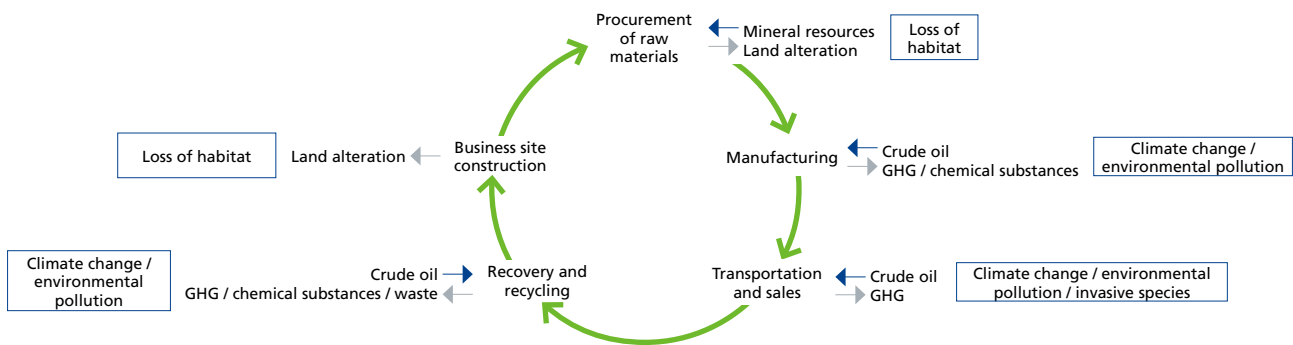 Procurement
of raw
materials
Mineral resources
Land alteration
Loss of
habitat
Manufacturing
Crude oil
GHG / chemical substances
Climate change /
environmental pollution
Transportation
and sales
Crude oil
GHG
Climate change / environmental
pollution / invasive species
Recovery and
recycling
Crude oil
GHG / chemical substances / waste
Climate change /
environmental
pollution
Business site
construction
Land alteration
Loss of habitat